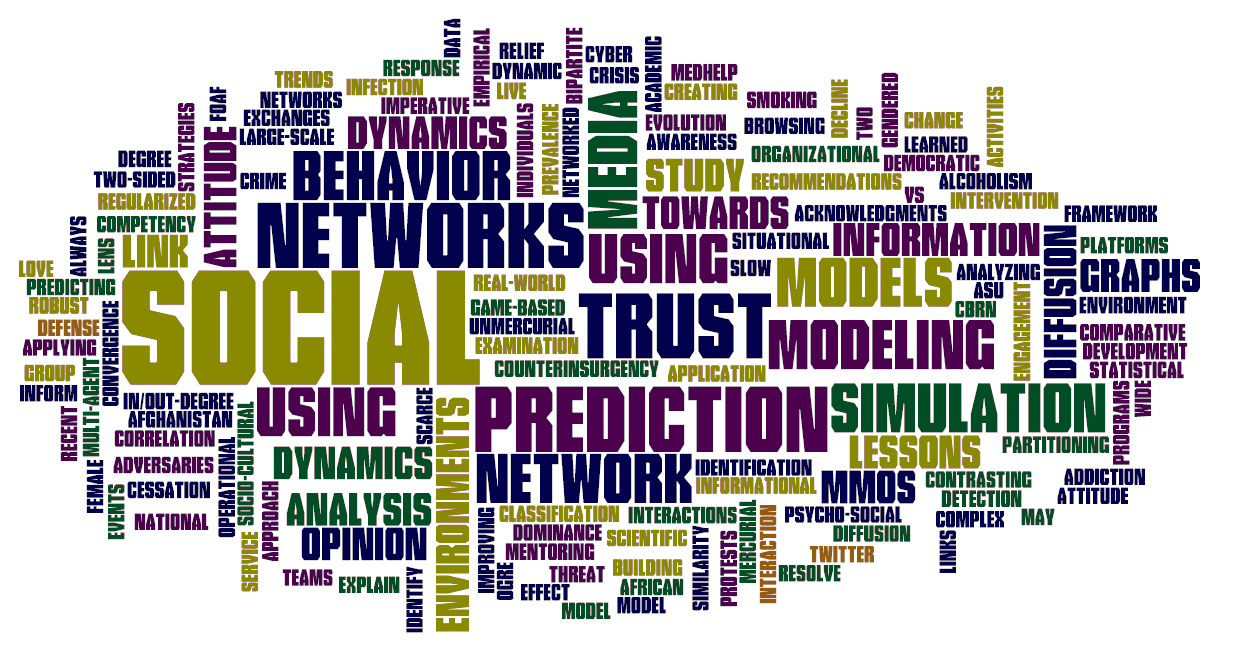 DATA
EMPIRICAL
RELIEF
DYNAMIC
LIVE
BIPARTITE
CYBER
CRISIS
ACADEMIC
MEDHELP
CREATING
RESPONSE
TRENDS
INFECTION
NETWORKS
IMPERATIVE
EXCHANGES
LARGE-SCALE
FOAF
STRATEGIES
DYNAMICS
INDIVIDUALS
PREVALENCE
NETWORKED
MEDIA
EVOLUTION
AWARENESS
SMOKING
BROWSING
DECLINE
TWO
GENDERED
CHANGE
LEARNED
DEMOCRATIC
ACTIVITIES
ORGANIZATIONAL
STUDY
RECOMMENDATIONS
VS
ALCOHOLISM
INTERVENTION
DEGREE
TWO-SIDED
REGULARIZED
COMPETENCY
ATTITUDE
CRIME
BEHAVIOR
NETWORKS
TOWARDS
ACKNOWLEDGMENTS
FRAMEWORK
ALWAYS
LENS
LINK
USING
SITUATIONAL
INFORMATION
SLOW
DIFFUSION
PLATFORMS
GRAPHS
ENVIRONMENT
LOVE
PREDICTING
ROBUST
DEFENSE
APPLYING
GROUP
INFORM
CONVERGENCE
SOCIAL
REAL-WORLD
GAME-BASED
UNMERCURIAL
EXAMINATION
TRUST
MODELS
ANALYZING
ASU
CBRN
ENGAGEMENT
COMPARATIVE
DEVELOPMENT
STATISTICAL
COUNTERINSURGENCY
APPLICATION
MODELING
RECENT
MULTI-AGENT
IN/OUT-DEGREE
AFGHANISTAN
CORRELATION
ADVERSARIES
CESSATION
NATIONAL
FEMALE
EVENTS
OPERATIONAL
SOCIO-CULTURAL
USING
SCARCE
ENVIRONMENTS
PREDICTION
SIMULATION
PROGRAMS
WIDE
LESSONS
PARTITIONING
DYNAMICS
NETWORK
IDENTIFICATION
INFORMATIONAL
MMOS
CONTRASTING
DETECTION
ADDICTION
ATTITUDE
ANALYSIS
OPINION
APPROACH
SERVICE
TEAMS
EXPLAIN
IDENTIFY
IMPROVING
CLASSIFICATION
INTERACTIONS
DOMINANCE
SCIENTIFIC
MENTORING
OGRE
THREAT
BUILDING
EFFECT
AFRICAN
MODEL
MODEL
SIMILARITY
PROTESTS
MERCURIAL
INTERACTION
PSYCHO-SOCIAL
DIFFUSION
TWITTER
RESOLVE
COMPLEX
MAY
LINKS